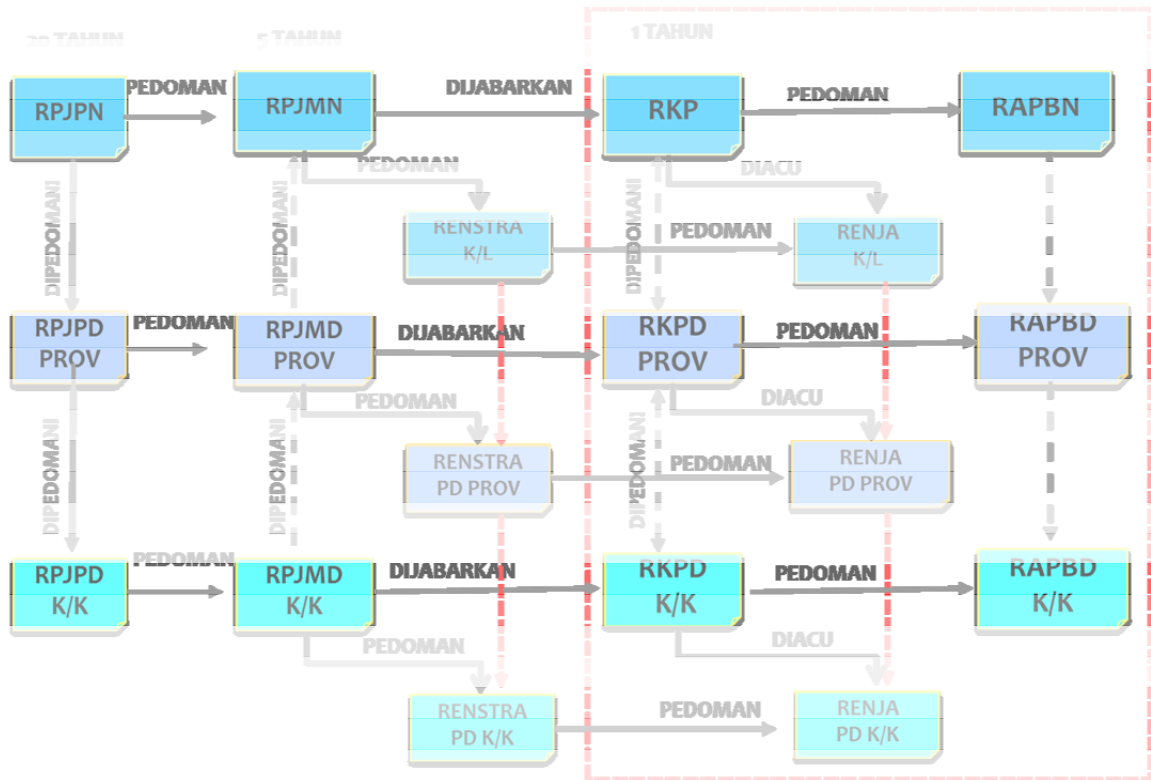 20 TAHUN
5 TAHUN
1 TAHUN
RPJPN
PEDOMAN
RPJMN
DIJABARKAN
RKP
PEDOMAN
RAPBN
DIPEDOMANI
DIPEDOMANI
PEDOMAN
DIPEDOMANI
DIACU
RENSTRA
K/L
PEDOMAN
RENJA
K/L
RPJPD
PROV
PEDOMAN
RPJMD
PROV
DIJABARKAN
RKPD
PROV
PEDOMAN
RAPBD
PROV
DIPEDOMANI
DIPEDOMANI
PEDOMAN
DIPEDOMANI
DIACU
RENSTRA
PD PROV
PEDOMAN
RENJA
PD PROV
RPJPD
K/K
PEDOMAN
RPJMD
K/K
DIJABARKAN
RKPD
K/K
PEDOMAN
RAPBD
K/K
PEDOMAN
DIACU
RENSTRA
PD K/K
PEDOMAN
RENJA
PD K/K